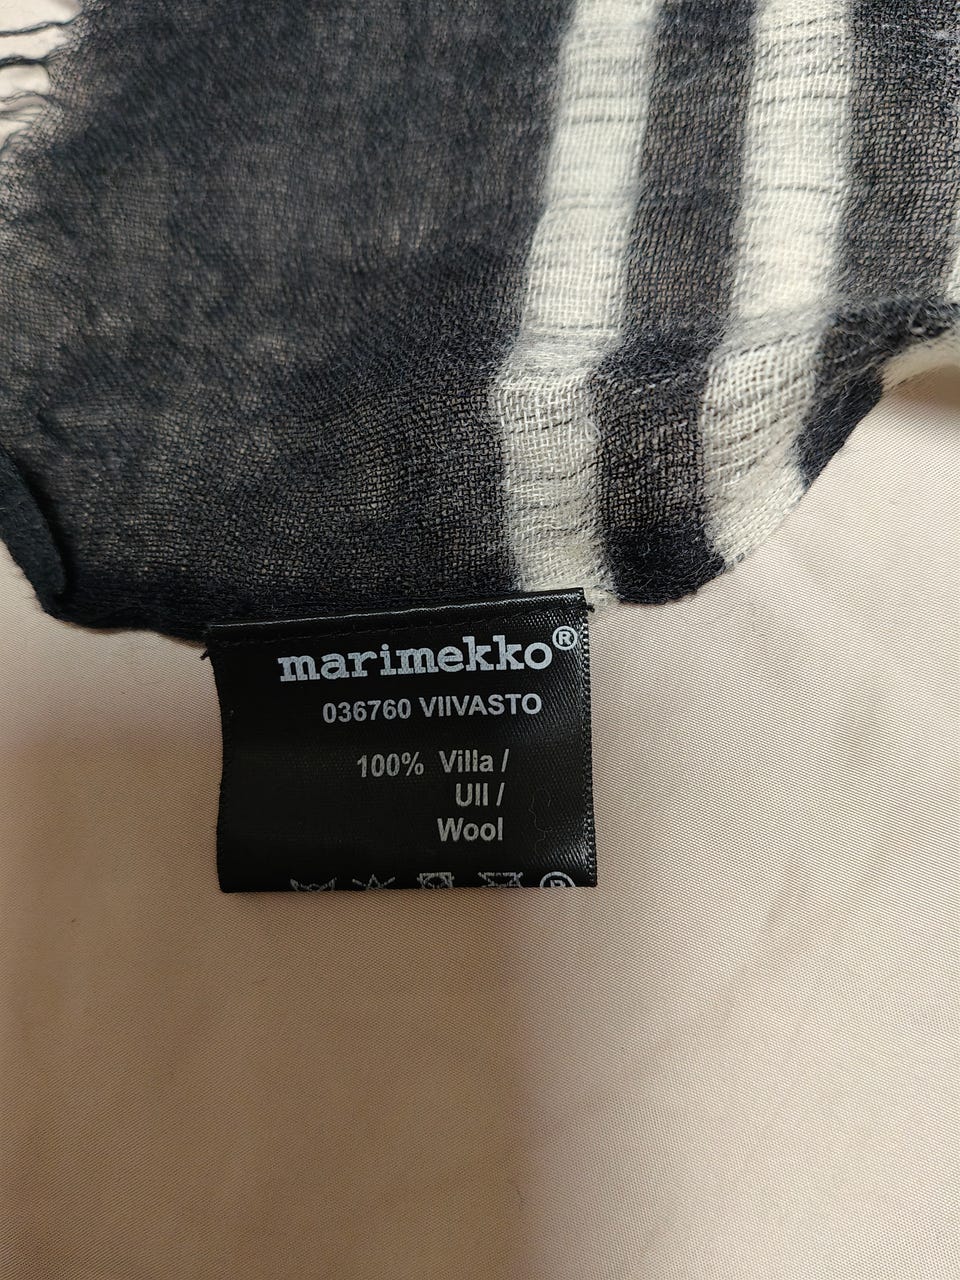 marimekko®
036760 VIIVASTO
100% Villa /
Ull /
Wool